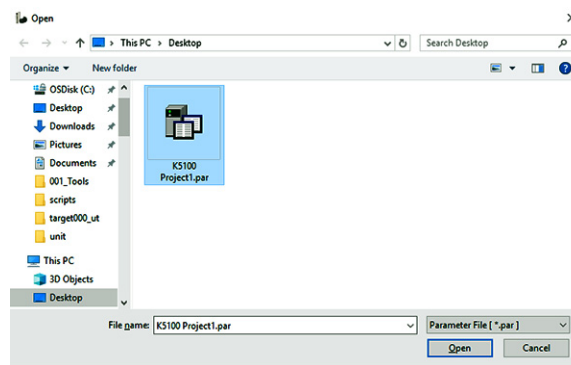 Open
This PC > Desktop
Search Desktop
Organize
New folder
OSDisk (C:)
Desktop
Downloads
Pictures
Documents
001_Tools
scripts
target000_ut
unit
This PC
3D Objects
Desktop
K5100
Project1.par
File name: K5100 Project1.par
Parameter File [ *.par ]
Open
Cancel